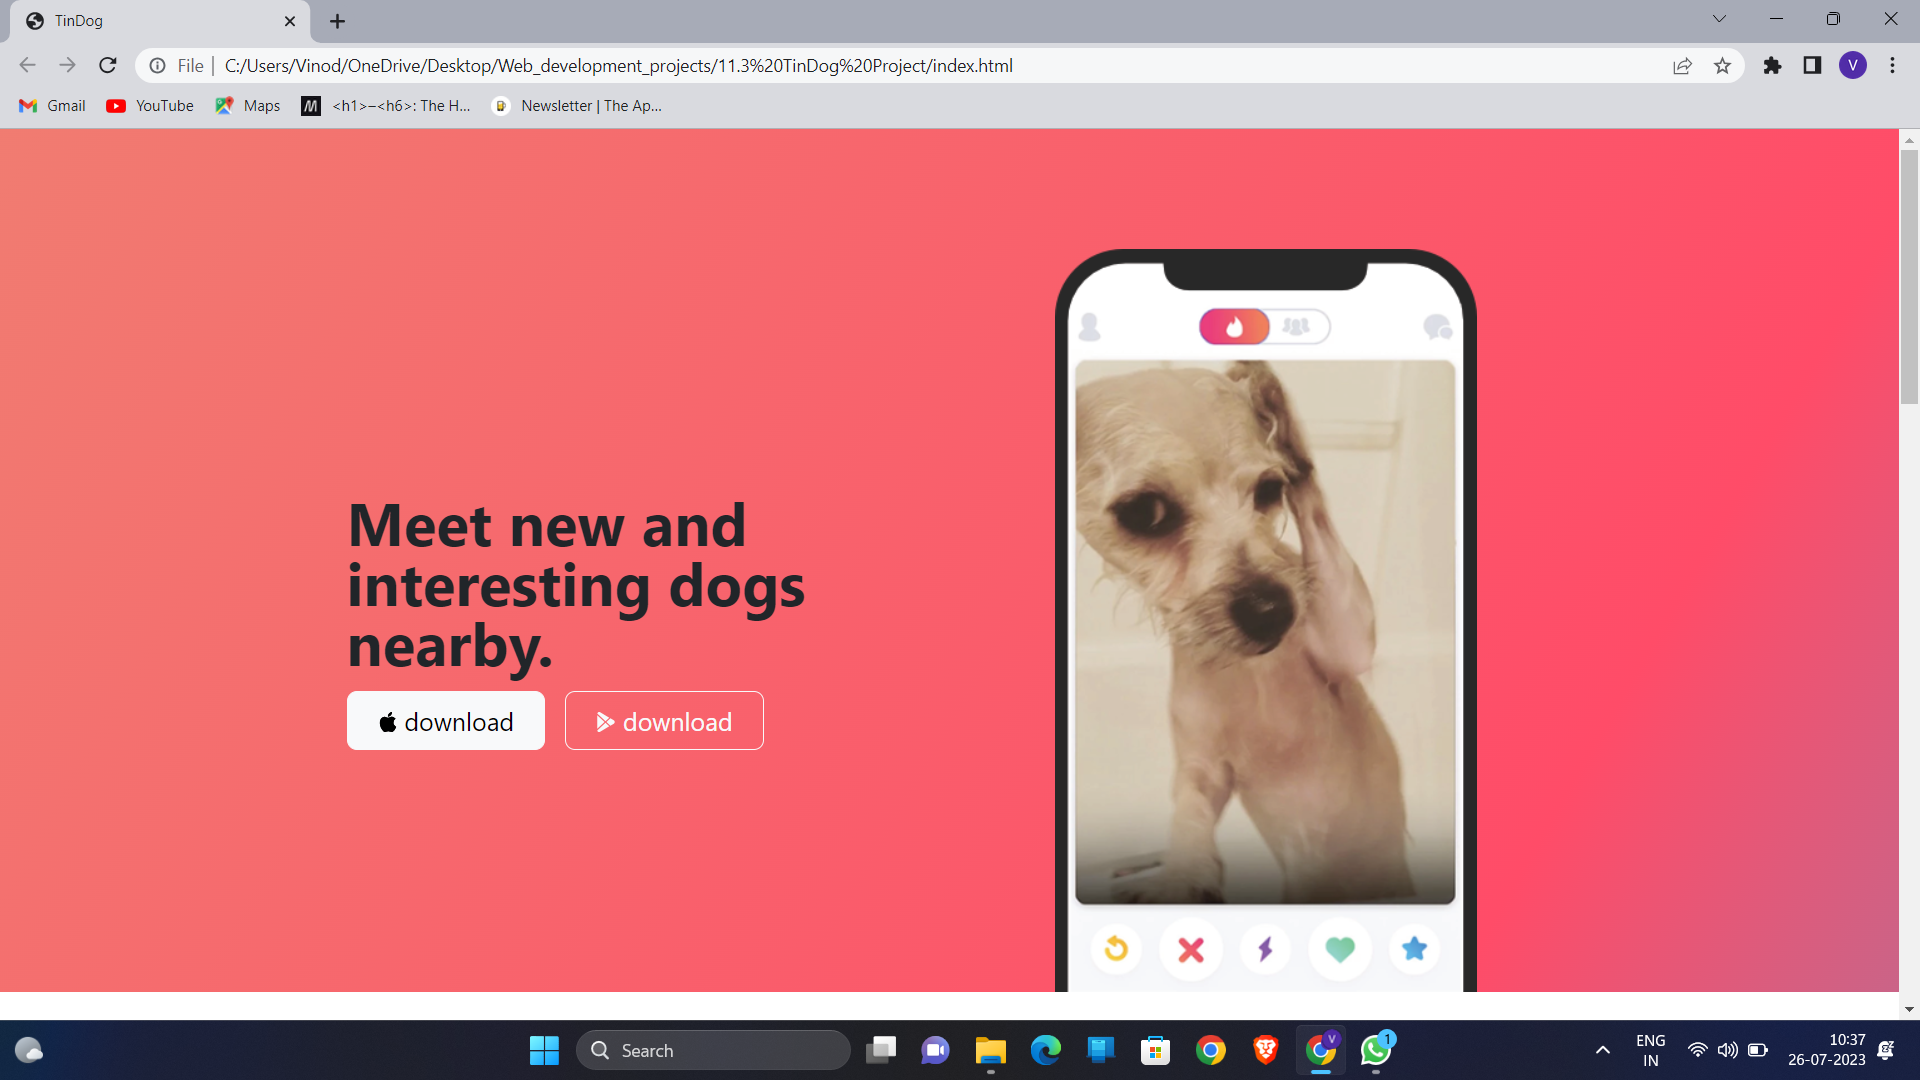 TinDog
File
C:/Users/Vinod/OneDrive/Desktop/Web_development_projects/11.3%20TinDog%20Project/index.html
V
Gmail
YouTube
Maps
<h1>–<h6>: The H...
Newsletter | The Ap...
Meet new and
interesting dogs
nearby.
download
download
Search
V
1
ENG
IN
10:37
26-07-2023